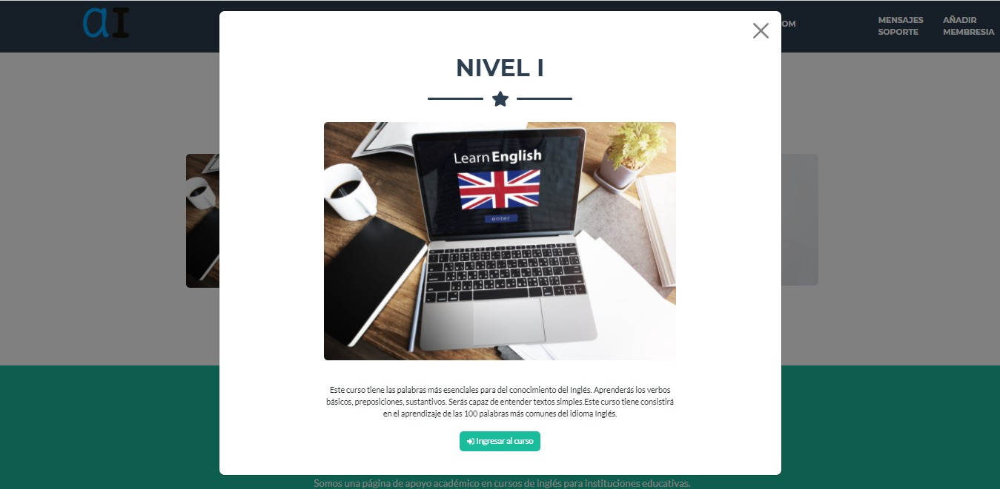 aI
OM
MENSAJES
SOPORTE
AÑADIR
MEMBRESIA
NIVEL I
Learn English
enter
Este curso tiene las palabras más esenciales para del conocimiento del Inglés. Aprenderás los verbos
básicos, preposiciones, sustantivos. Serás capaz de entender textos simples.Este curso tiene consistirá
en el aprendizaje de las 100 palabras más comunes del idioma Inglés.
Ingresar al curso
Somos una página de apoyo académico en cursos de inglés para instituciones educativas.